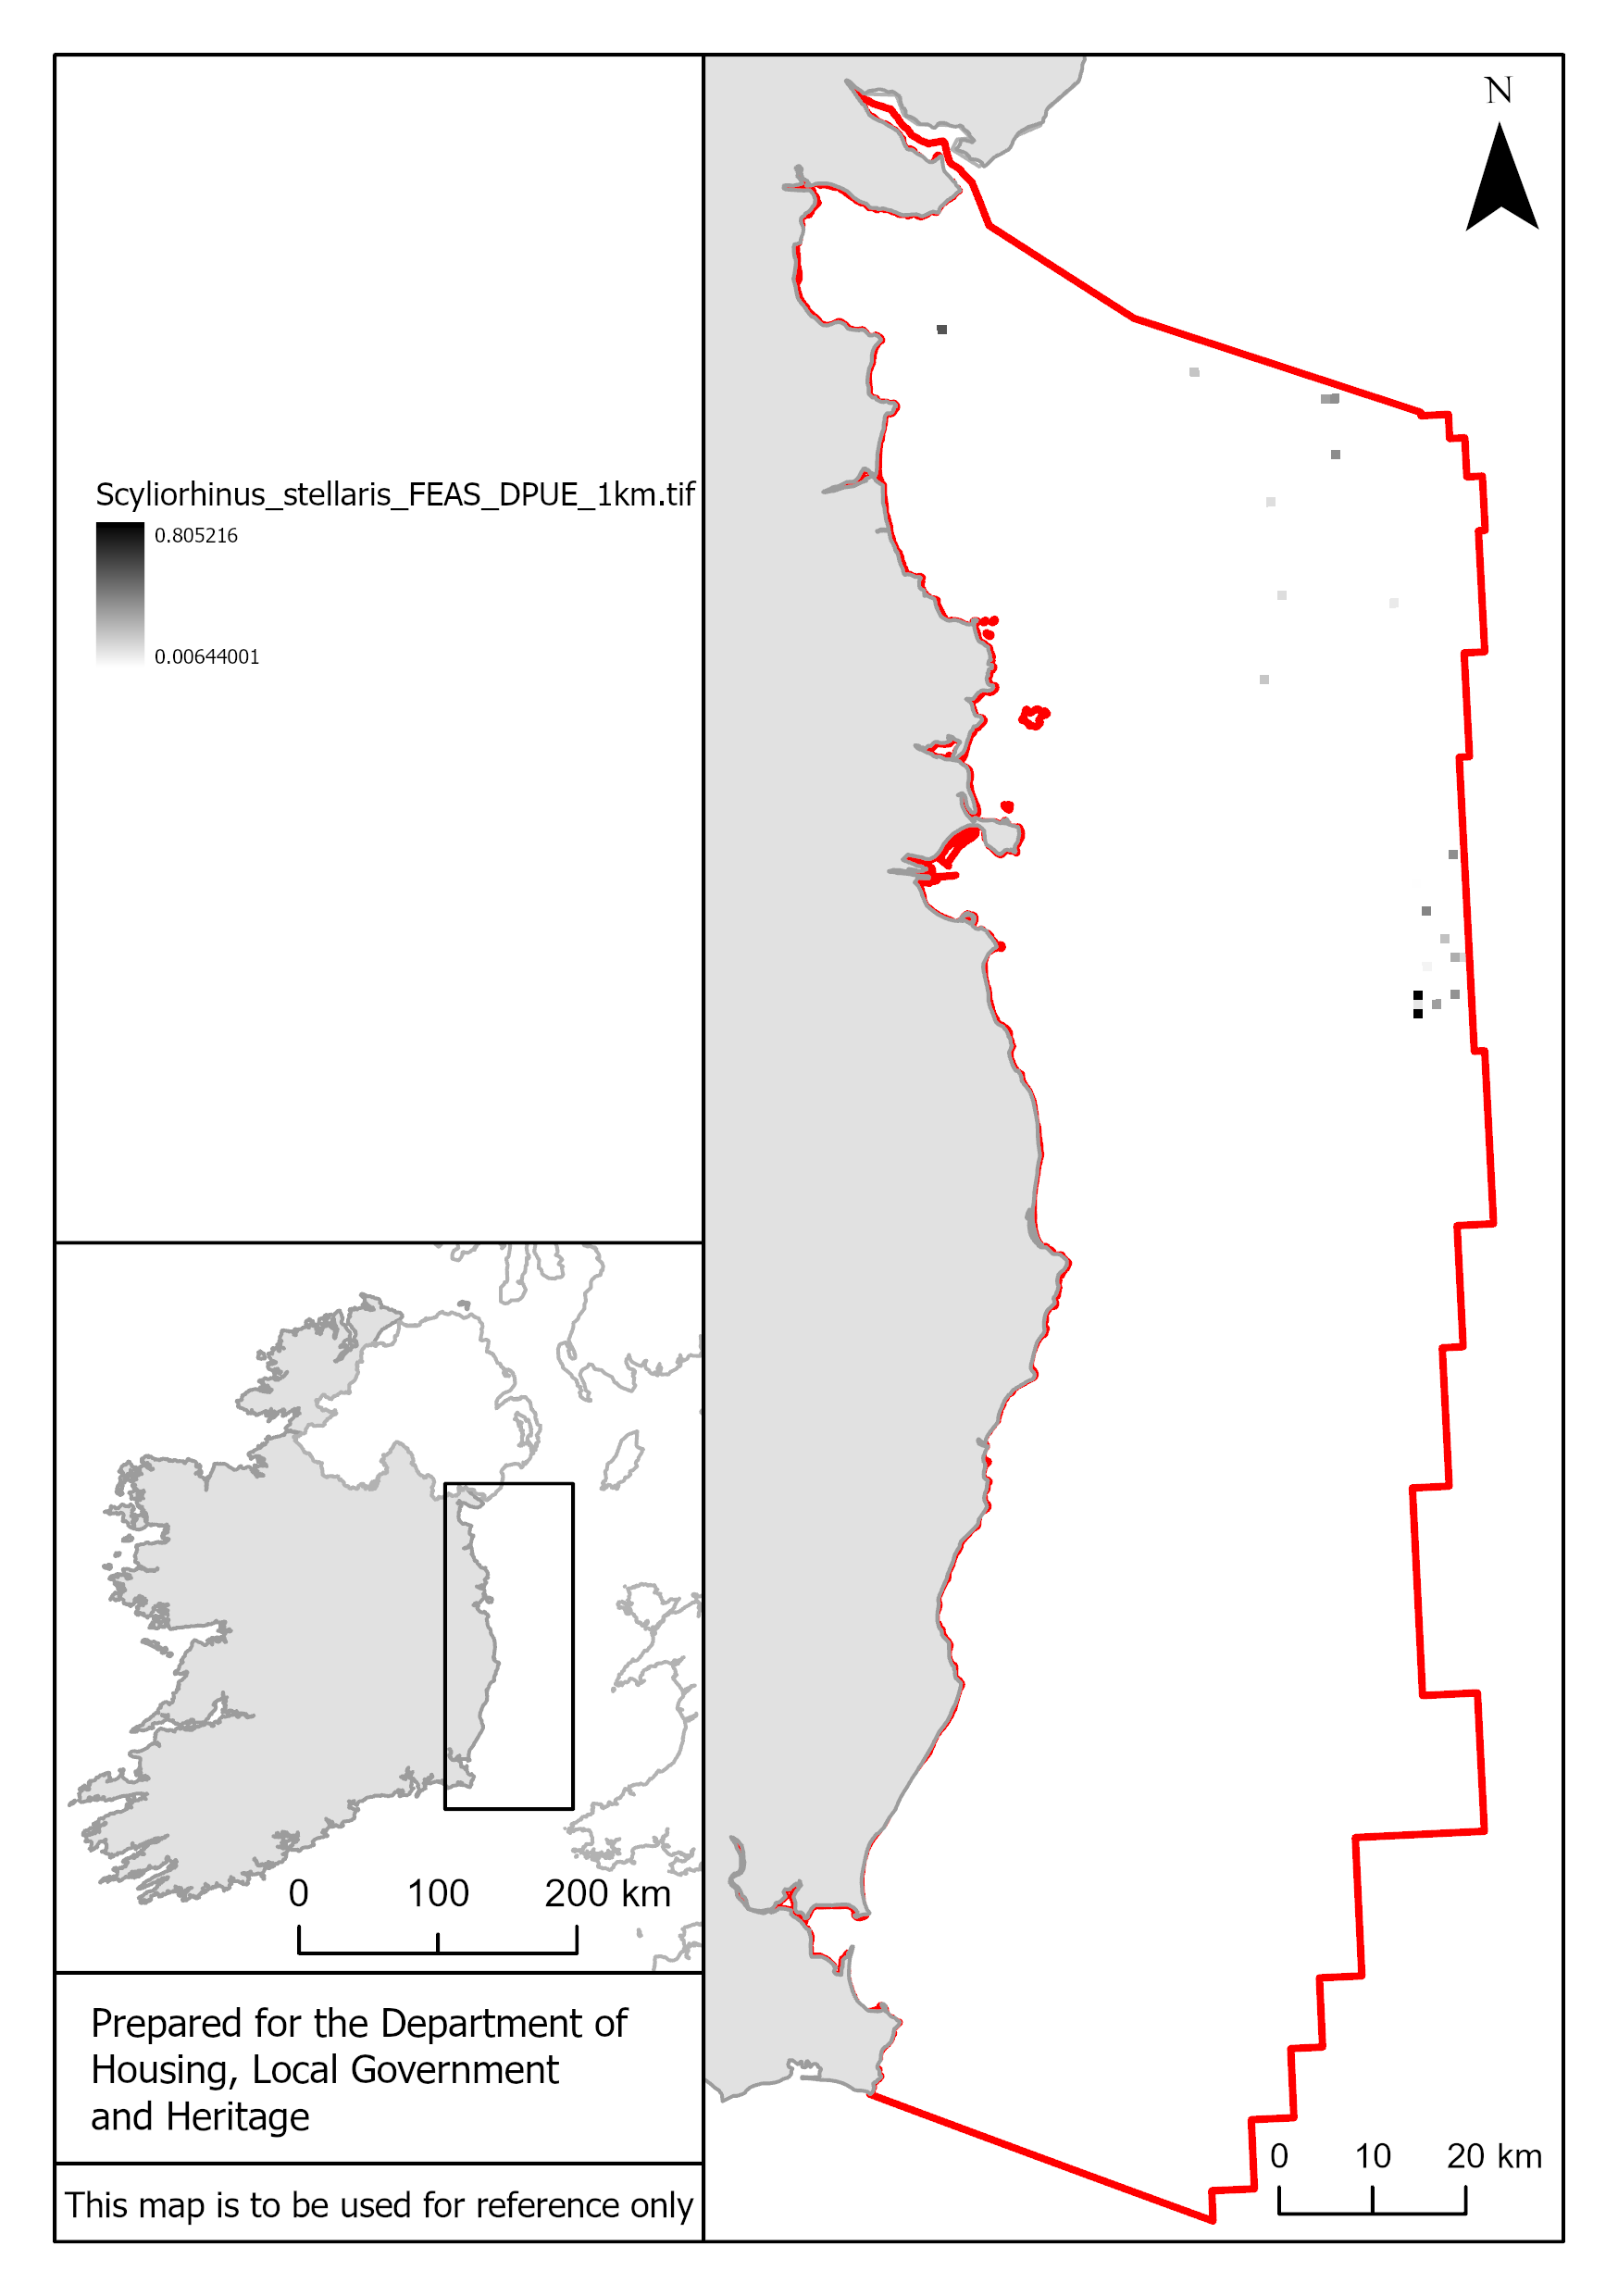 N
Scyliorhinus_stellaris_FEAS_DPUE_1km.tif
0.805216
0.00644001
0 100 200 km
Prepared for the Department of
Housing, Local Government
and Heritage
This map is to be used for reference only
0 10 20 km